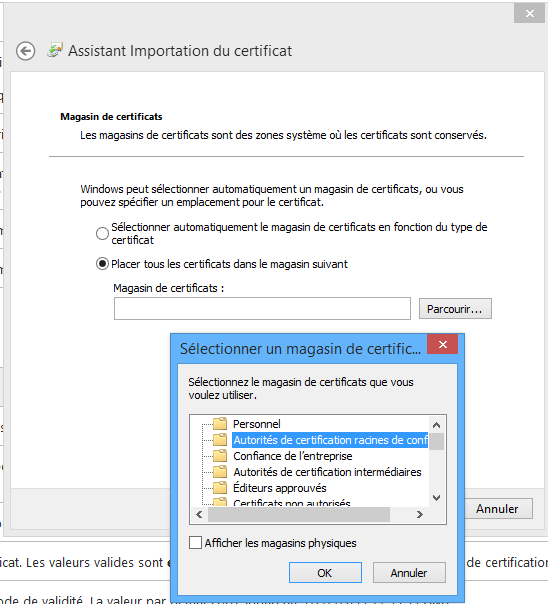 Assistant Importation du certificat
Magasin de certificats
Les magasins de certificats sont des zones système où les certificats sont conservés.
Windows peut sélectionner automatiquement un magasin de certificats, ou vous
pouvez spécifier un emplacement pour le certificat.
Sélectionner automatiquement le magasin de certificats en fonction du type de
certificat
Placer tous les certificats dans le magasin suivant
Magasin de certificats :
Parcourir...
Sélectionner un magasin de certific...
Sélectionnez le magasin de certificats que vous
voulez utiliser.
Personnel
Autorités de certification racines de conf
Confiance de l'entreprise
Autorités de certification intermédiaires
Éditeurs approuvés
Certificats non autorisés
Afficher les magasins physiques
OK
Annuler
Annuler
icat. Les valeurs valides sont
de certification
ode de validité. La valeur par